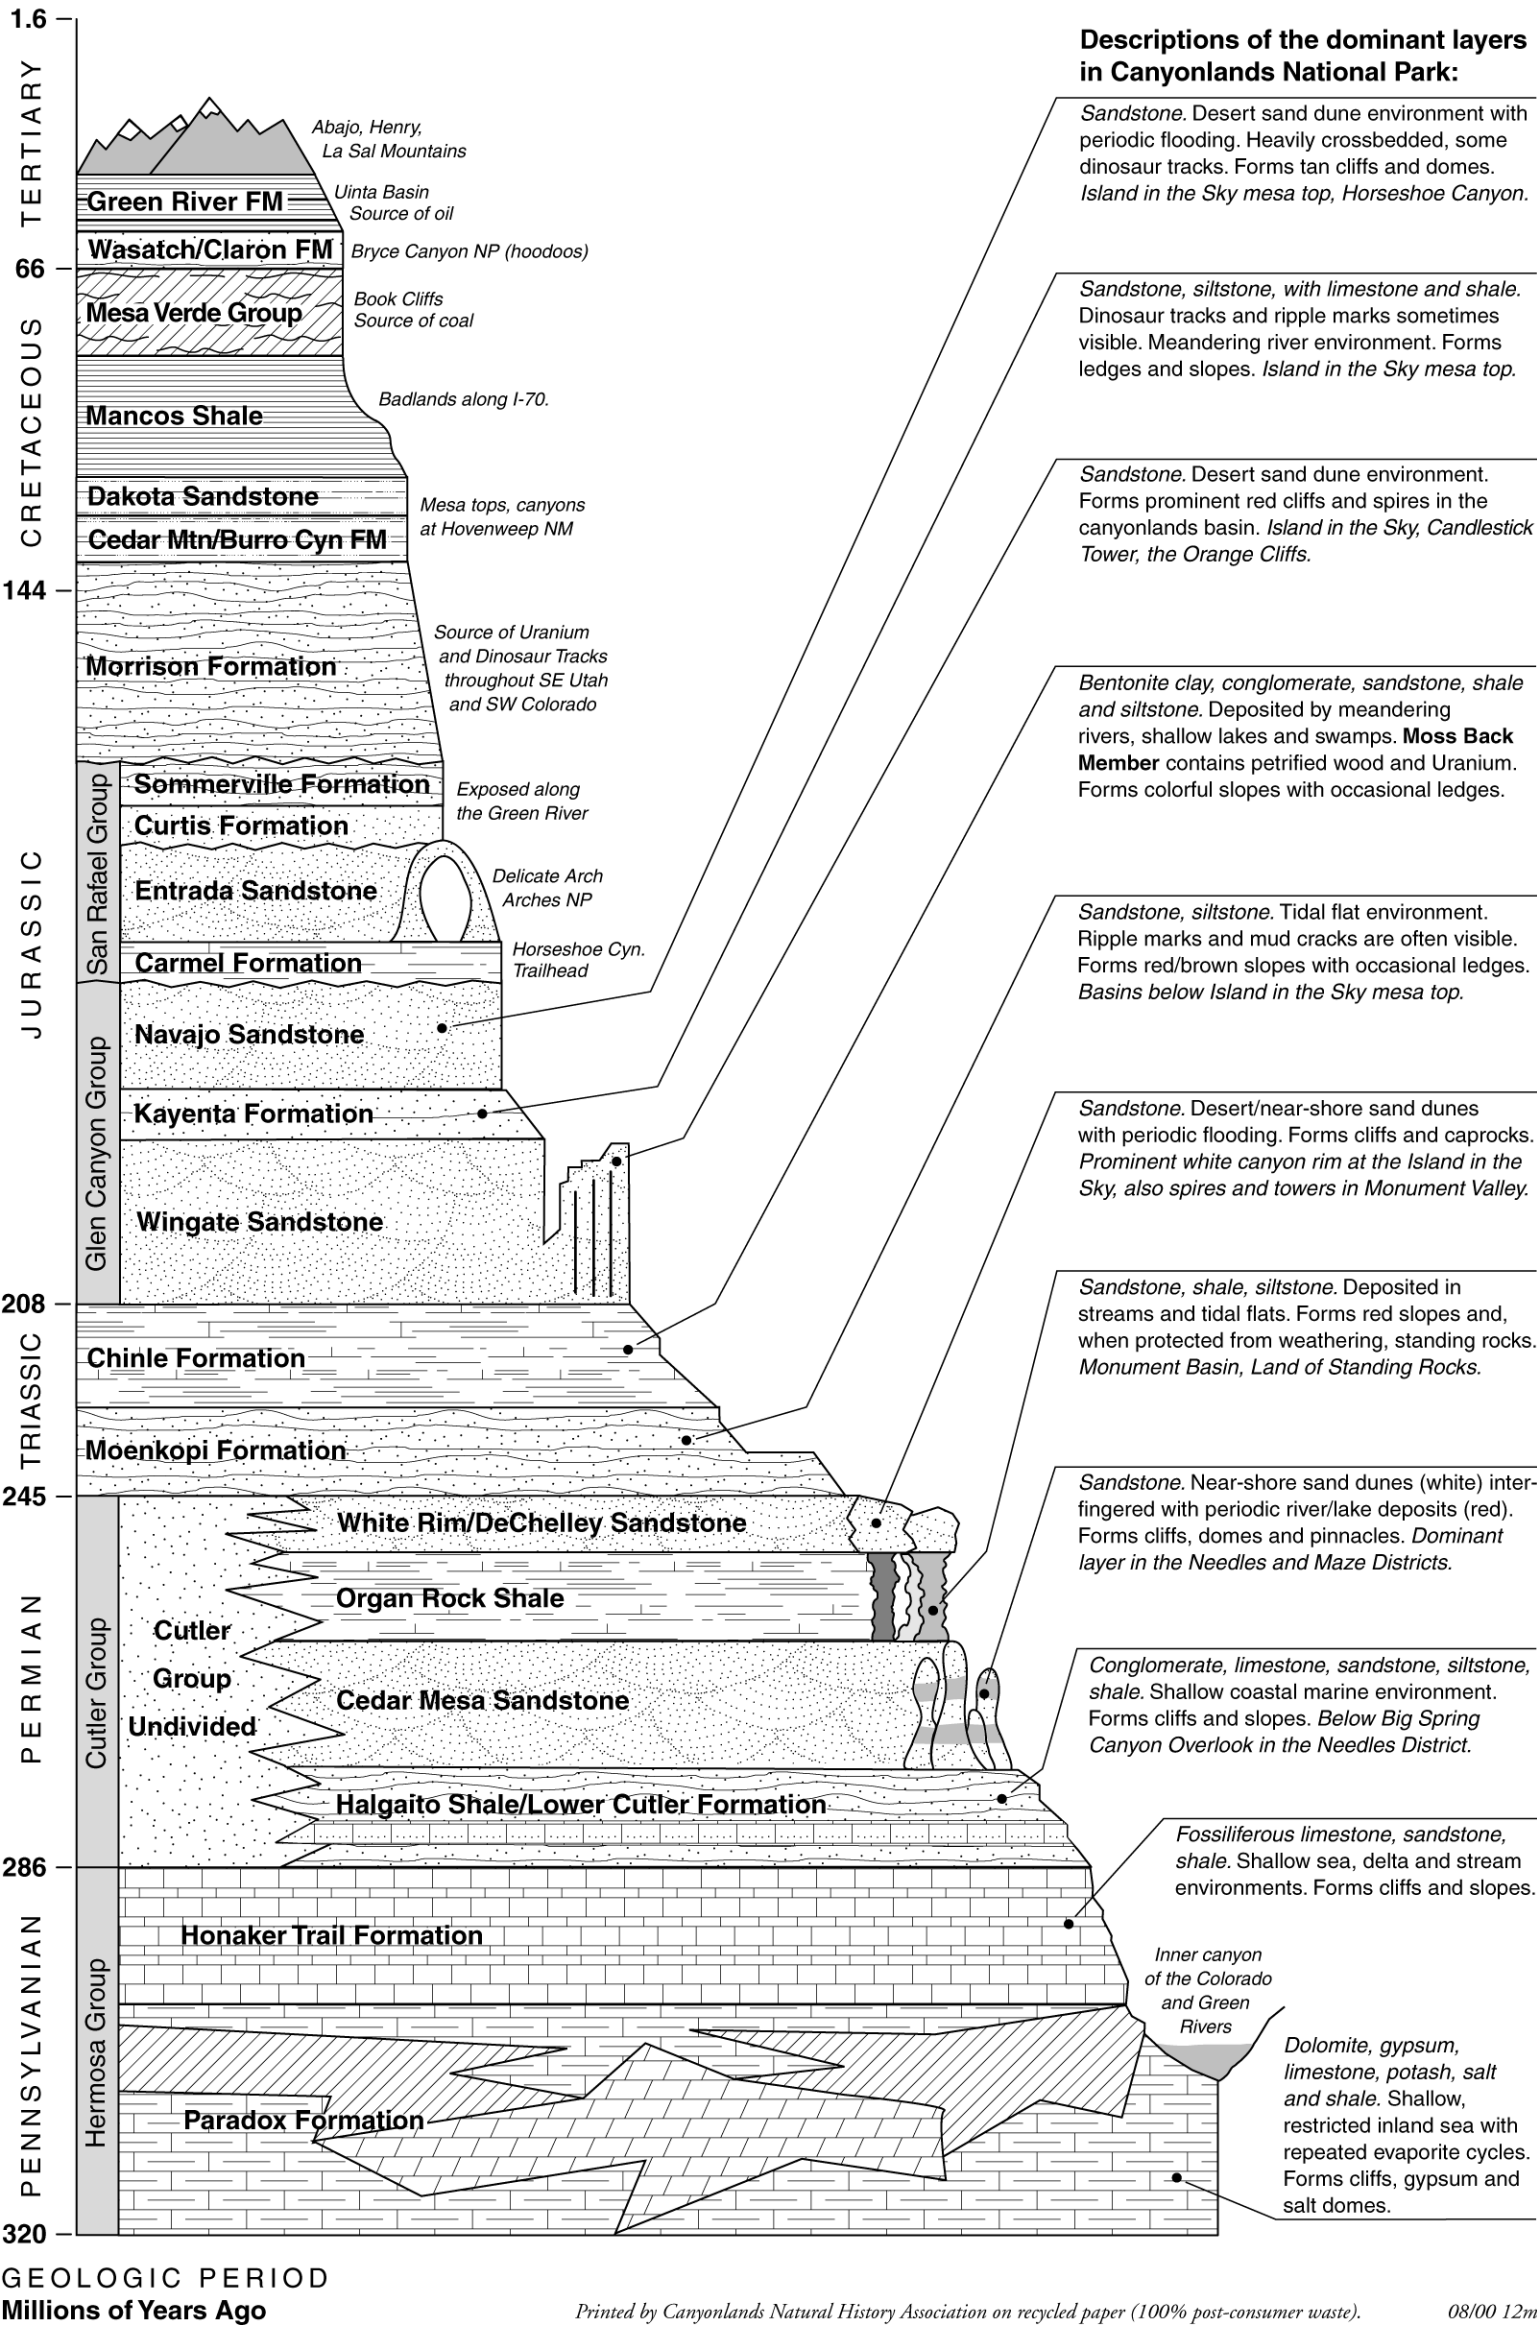 1.6
TERTIARY
Abajo, Henry,
La Sal Mountains
Green River FM
Uinta Basin
Source of oil
Wasatch/Claron FM
Bryce Canyon NP (hoodoos)
66
CRETACEOUS
Mesa Verde Group
Book Cliffs
Source of coal
Mancos Shale
Badlands along I-70.
Dakota Sandstone
Cedar Mtn/Burro Cyn FM
Mesa tops, canyons
at Hovenweep NM
144
JURASSIC
Morrison Formation
Source of Uranium
and Dinosaur Tracks
throughout SE Utah
and SW Colorado
San Rafael Group
Sommerville Formation
Curtis Formation
Exposed along
the Green River
Entrada Sandstone
Delicate Arch
Arches NP
Carmel Formation
Horseshoe Cyn.
Trailhead
Glen Canyon Group
Navajo Sandstone
Kayenta Formation
Wingate Sandstone
208
TRIASSIC
Chinle Formation
Moenkopi Formation
245
PERMIAN
Cutler Group
Cutler
Group
Undivided
White Rim/DeChelley Sandstone
Organ Rock Shale
Cedar Mesa Sandstone
Halgaito Shale/Lower Cutler Formation
286
PENNSYLVANIAN
Hermosa Group
Honaker Trail Formation
Paradox Formation
Inner canyon
of the Colorado
and Green
Rivers
320
Descriptions of the dominant layers
in Canyonlands National Park:
Sandstone. Desert sand dune environment with
periodic flooding. Heavily crossbedded, some
dinosaur tracks. Forms tan cliffs and domes.
Island in the Sky mesa top, Horseshoe Canyon.
Sandstone, siltstone, with limestone and shale.
Dinosaur tracks and ripple marks sometimes
visible. Meandering river environment. Forms
ledges and slopes. Island in the Sky mesa top.
Sandstone. Desert sand dune environment.
Forms prominent red cliffs and spires in the
canyonlands basin. Island in the Sky, Candlestick
Tower, the Orange Cliffs.
Bentonite clay, conglomerate, sandstone, shale
and siltstone. Deposited by meandering
rivers, shallow lakes and swamps. Moss Back
Member contains petrified wood and Uranium.
Forms colorful slopes with occasional ledges.
Sandstone, siltstone. Tidal flat environment.
Ripple marks and mud cracks are often visible.
Forms red/brown slopes with occasional ledges.
Basins below Island in the Sky mesa top.
Sandstone. Desert/near-shore sand dunes
with periodic flooding. Forms cliffs and caprocks.
Prominent white canyon rim at the Island in the
Sky, also spires and towers in Monument Valley.
Sandstone, shale, siltstone. Deposited in
streams and tidal flats. Forms red slopes and,
when protected from weathering, standing rocks.
Monument Basin, Land of Standing Rocks.
Sandstone. Near-shore sand dunes (white) inter-
fingered with periodic river/lake deposits (red).
Forms cliffs, domes and pinnacles. Dominant
layer in the Needles and Maze Districts.
Conglomerate, limestone, sandstone, siltstone,
shale. Shallow coastal marine environment.
Forms cliffs and slopes. Below Big Spring
Canyon Overlook in the Needles District.
Fossiliferous limestone, sandstone,
shale. Shallow sea, delta and stream
environments. Forms cliffs and slopes.
Dolomite, gypsum,
limestone, potash, salt
and shale. Shallow,
restricted inland sea with
repeated evaporite cycles.
Forms cliffs, gypsum and
salt domes.
GEOLOGIC PERIOD
Millions of Years Ago
Printed by Canyonlands Natural History Association on recycled paper (100% post-consumer waste).
08/00 12m